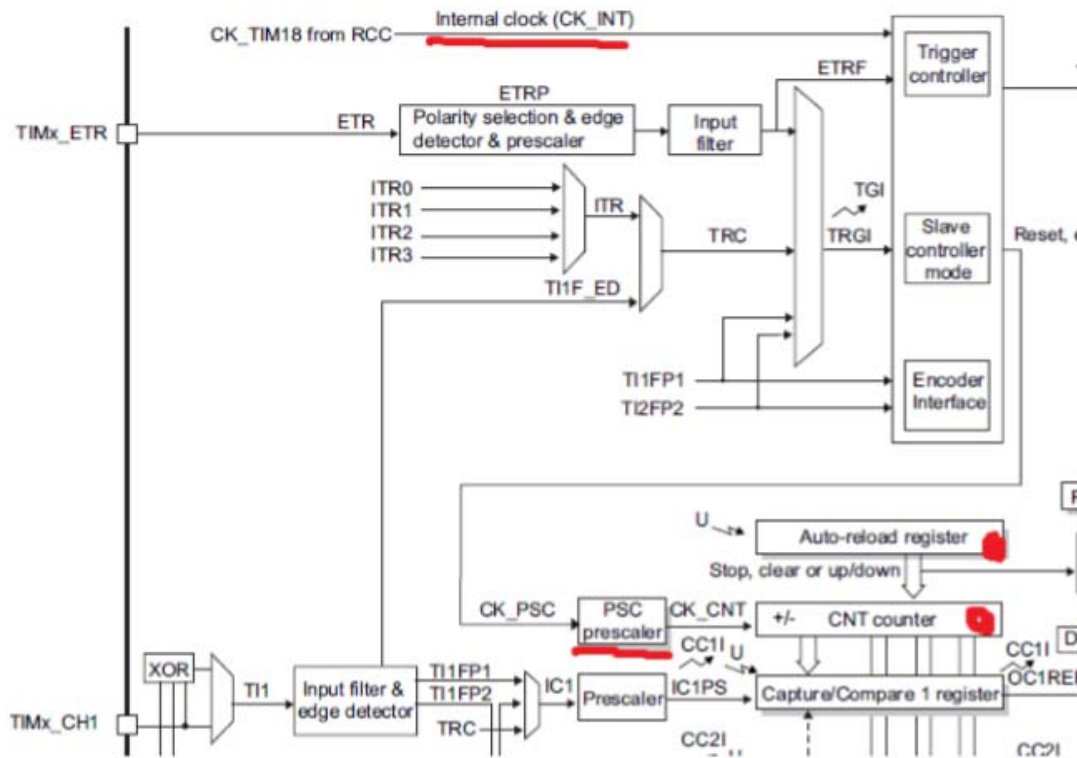 Internal clock (CK_INT)
CK_TIM18 from RCC
Trigger
controller
ETRF
ETRP
TIMx_ETR
ETR
Polarity selection & edge
detector & prescaler
Input
filter
ITR0
ITR1
ITR2
ITR3
ITR
TGI
TRC
TRGI
Slave
controller
mode
Reset, e
TI1F_ED
TI1FP1
TI2FP2
Encoder
Interface
U
Auto-reload register
Stop, clear or up/down
CK_PSC
PSC
prescaler
CK_CNT
+/-
CNT counter
D
XOR
TI1
Input filter &
edge detector
TI1FP1
TI1FP2
TRC
IC1
Prescaler
CC1I
U
IC1PS
Capture/Compare 1 register
CC1I
OC1REF
TIMx_CH1
CC2I
U
CC2I